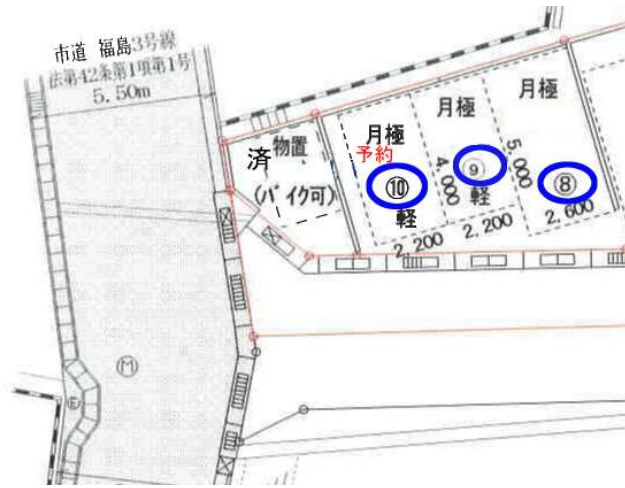 市道 福島3号線
法第42条第1項第1号
5.50m
済
物置
(バイク可)
月極
予約
⑩
軽
2,200
月極
⑨
軽
4,000
2,200
月極
5,000
⑧
2,600
M
E